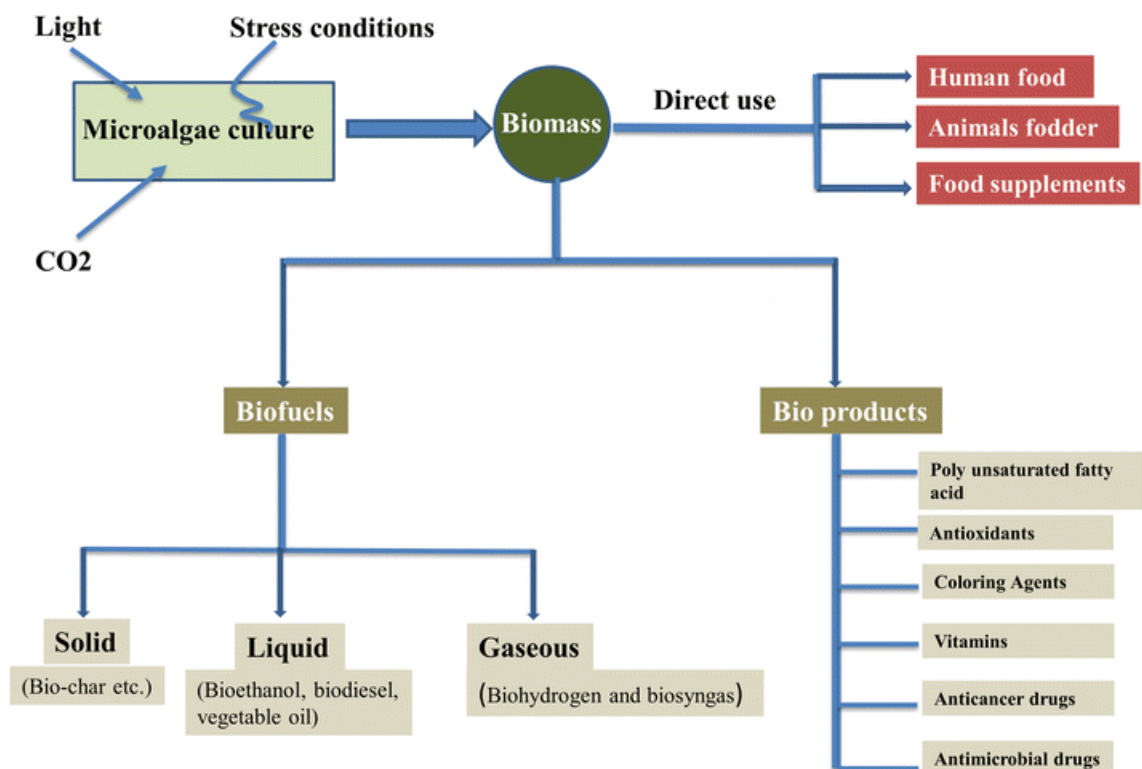 Light
Stress conditions
Microalgae culture
CO2
Biomass
Direct use
Human food
Animals fodder
Food supplements
Biofuels
Bio products
Solid
(Bio-char etc.)
Liquid
(Bioethanol, biodiesel,
vegetable oil)
Gaseous
(Biohydrogen and biosyngas)
Poly unsaturated fatty
acid
Antioxidants
Coloring Agents
Vitamins
Anticancer drugs
Antimicrobial drugs